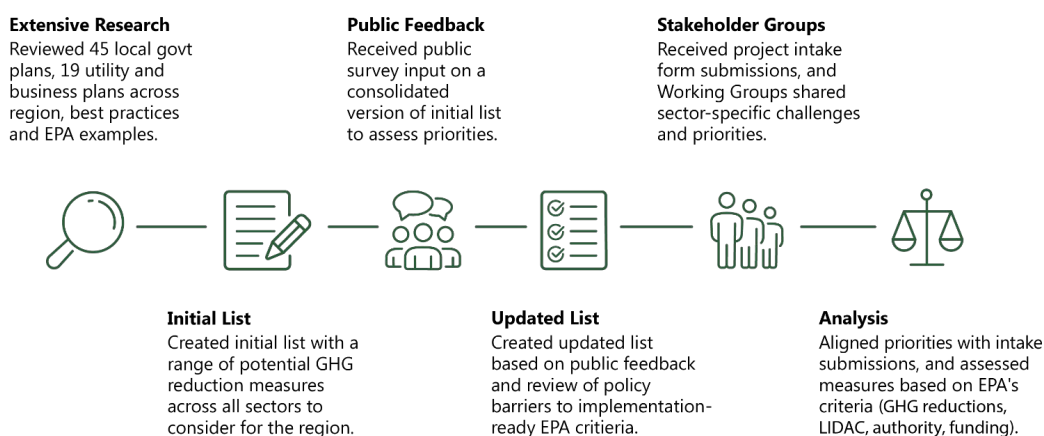 Extensive Research
Reviewed 45 local govt
plans, 19 utility and
business plans across
region, best practices
and EPA examples.
Initial List
Created initial list with a
range of potential GHG
reduction measures
across all sectors to
consider for the region.
Public Feedback
Received public
survey input on a
consolidated
version of initial list
to assess priorities.
Updated List
Created updated list
based on public feedback
and review of policy
barriers to implementation-
ready EPA critieria.
Stakeholder Groups
Received project intake
form submissions, and
Working Groups shared
sector-specific challenges
and priorities.
Analysis
Aligned priorities with intake
submissions, and assessed
measures based on EPA's
criteria (GHG reductions,
LIDAC, authority, funding).